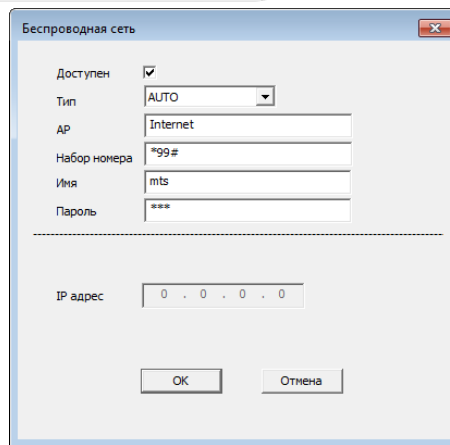 Беспроводная сеть
Доступен
Тип AUTO
AP Internet
Набор номера *99#
Имя mts
Пароль ***
IP адрес 0 . 0 . 0 . 0
OK Отмена